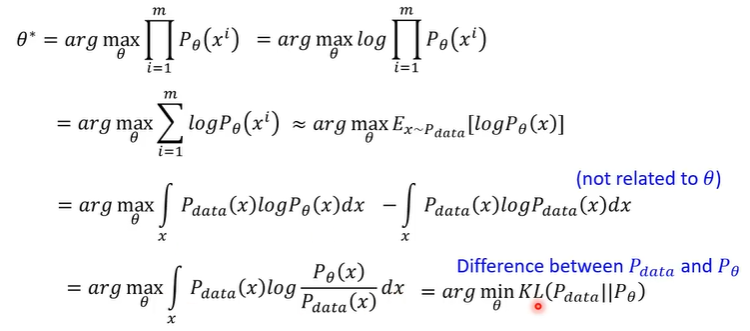 θ* = arg max_θ ∏_{i=1}^{m} P_θ(x^i) = arg max_θ log ∏_{i=1}^{m} P_θ(x^i)
= arg max_θ ∑_{i=1}^{m} logP_θ(x^i) ≈ arg max_θ E_{x~P_data}[logP_θ(x)]
(not related to θ)
= arg max_θ ∫_x P_data(x)logP_θ(x)dx − ∫_x P_data(x)logP_data(x)dx
Difference between P_data and P_θ
= arg max_θ ∫_x P_data(x)log P_θ(x)/P_data(x) dx = arg min_θ KL(P_data||P_θ)